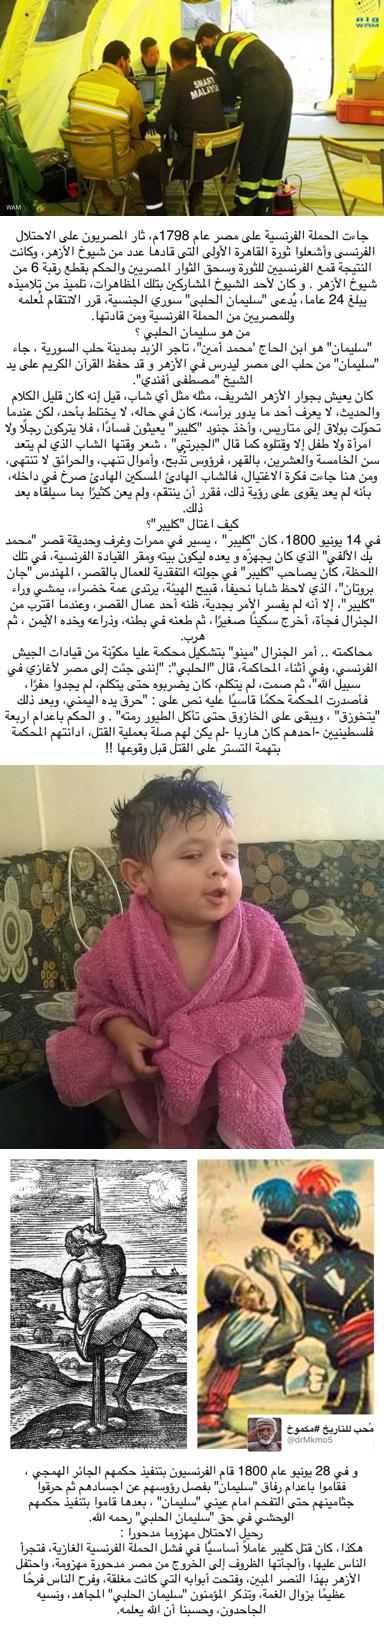 وام
WAM
SMART
MALAYSIA
WAM
جاءت الحملة الفرنسية على مصر عام 1798م، ثار المصريون على الاحتلال
الفرنسى وأشعلوا ثورة القاهرة الأولى التى قادها عدد من شيوخ الأزهر، وكانت
النتيجة قمع الفرنسيين للثورة وسحق الثوار المصريين والحكم بقطع رقبة 6 من
شيوخ الأزهر . و كان لأحد الشيوخ المشاركين بتلك المظاهرات، تلميذ من تلاميذه
يبلغ 24 عاما، يُدعى "سليمان الحلبي" سوري الجنسية، قرر الانتقام لمُعلمه
وللمصريين من الحملة الفرنسية ومن قادتها.
من هو سليمان الحلبي ؟
"سليمان" هو ابن الحاج "محمد أمين"، تاجر الزبد بمدينة حلب السورية ، جاء
"سليمان" من حلب الى مصر ليدرس في الأزهر و قد حفظ القرآن الكريم على يد
الشيخ "مصطفى أفندي".
كان يعيش بجوار الأزهر الشريف، مثله مثل أي شاب، قيل إنه كان قليل الكلام
والحديث، لا يعرف أحد ما يدور برأسه، كان في حاله، لا يختلط بأحد، لكن عندما
تحوّلت بولاق إلى متاريس، وأخذ جنود "كليبر" يعيثون فسادًا ، فلا يتركون رجلًا ولا
امرأة ولا طفل إلا وقتلوه كما قال "الجبرتي" ، شعر وقتها الشاب الذي لم يتعد
سن الخامسة والعشرين، بالقهر، فرؤوس تُذبح، وأموال تنهب، والحرائق لا تنتهى،
ومن هنا جاءت فكرة الاغتيال، فالشاب الهادئ المسكين الهادئ صرخ في داخله،
بأنه لم يعد يقوى على رؤية ذلك، فقرر أن ينتقم، ولم يعن كثيرًا بما سيلقاه بعد
ذلك.
كيف اغتال "كليبر"؟
في 14 يونيو 1800، كان "كليبر" ، يسير في ممرات وغرف وحديقة قصر "محمد
بك الألفي" الذي كان يجهزّه و يعده ليكون بيته ومقر القيادة الفرنسية، في تلك
اللحظة، كان يصاحب "كليبر" في جولته التفقدية للعمال بالقصر، المهندس "جان
بروتان"، الذي لاحظ شابا نحيفا، قبيح الهيئة، يرتدى عمة خضراء، يمشي وراء
"كليبر"، إلا أنه لم يفسر الأمر بجدية، ظنه أحد عمال القصر، وعندما اقترب من
الجنرال فجأة، أخرج سكينًا صغيرًا ، ثم طعنه في بطنه، وذراعه وخده الأيمن ، ثم
هرب.
محاكمته .. أمر الجنرال "مينو" بتشكيل محكمة عليا مكوّنة من قيادات الجيش
الفرنسي، وفي أثناء المحاكمة، قال "الحلبي": "إننى جئت إلى مصر لأغازي في
سبيل الله"، ثم صمت، لم يتكلم، كان يضربوه حتى يتكلم، لم يجدوا مفرًا،
فأصدرت المحكمة حكمًا قاسيًا عليه نص على : "حرق يده اليمني، وبعد ذلك
"يتخوزق" ، ويبقى على الخازوق حتى تأكل الطيور رمته" . و الحكم باعدام اربعة
فلسطينيين -احدهم كان هاربا -لم يكن لهم صلة بعملية القتل، ادانتهم المحكمة
بتهمة التستر على القتل قبل وقوعها !!
مُحب للتاريخ #مكموخ
@drMkmo5
و في 28 يونيو عام 1800 قام الفرنسيون بتنفيذ حكمهم الجائر الهمجي ،
فقاموا باعدام رفاق "سليمان" بفصل رؤوسهم عن اجسادهم ثم حرقوا
جثامينهم حتى التفحم امام عيني "سليمان" ، بعدها قاموا بتنفيذ حكمهم
الوحشي في حق "سليمان الحلبي" رحمه الله.
رحيل الاحتلال مهزوما مدحورا :
هكذا، كان قتل كليبر عاملاً أساسيًّا في فشل الحملة الفرنسية الغازية، فتجرأ
الناس عليها، وألجأتها الظروف إلى الخروج من مصر مدحورة مهزومة، واحتفل
الأزهر بهذا النصر المبين، وفتحت أبوابه التي كانت مغلقة، وفرح الناس فرحًا
عظيمًا بزوال الغمة، وتذكر المؤمنون "سليمان الحلبي" المجاهد، ونسيه
الجاحدون، وحسبنا أن الله يعلمه.